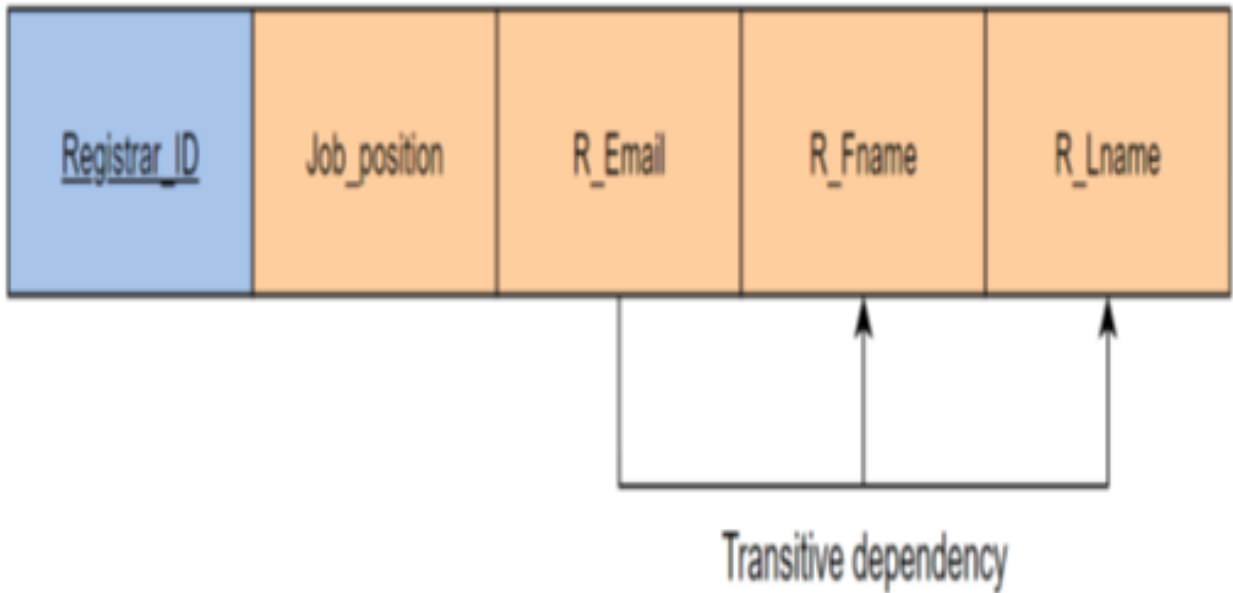 Registrar_ID Job_position R_Email R_Fname R_Lname
Transitive dependency